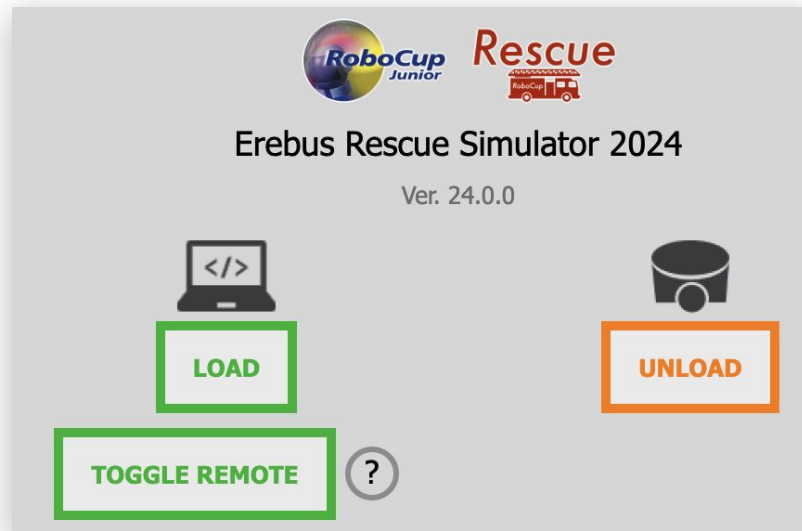 RoboCup Junior
Rescue
RoboCup
Erebus Rescue Simulator 2024
Ver. 24.0.0
</>
LOAD
UNLOAD
TOGGLE REMOTE
?